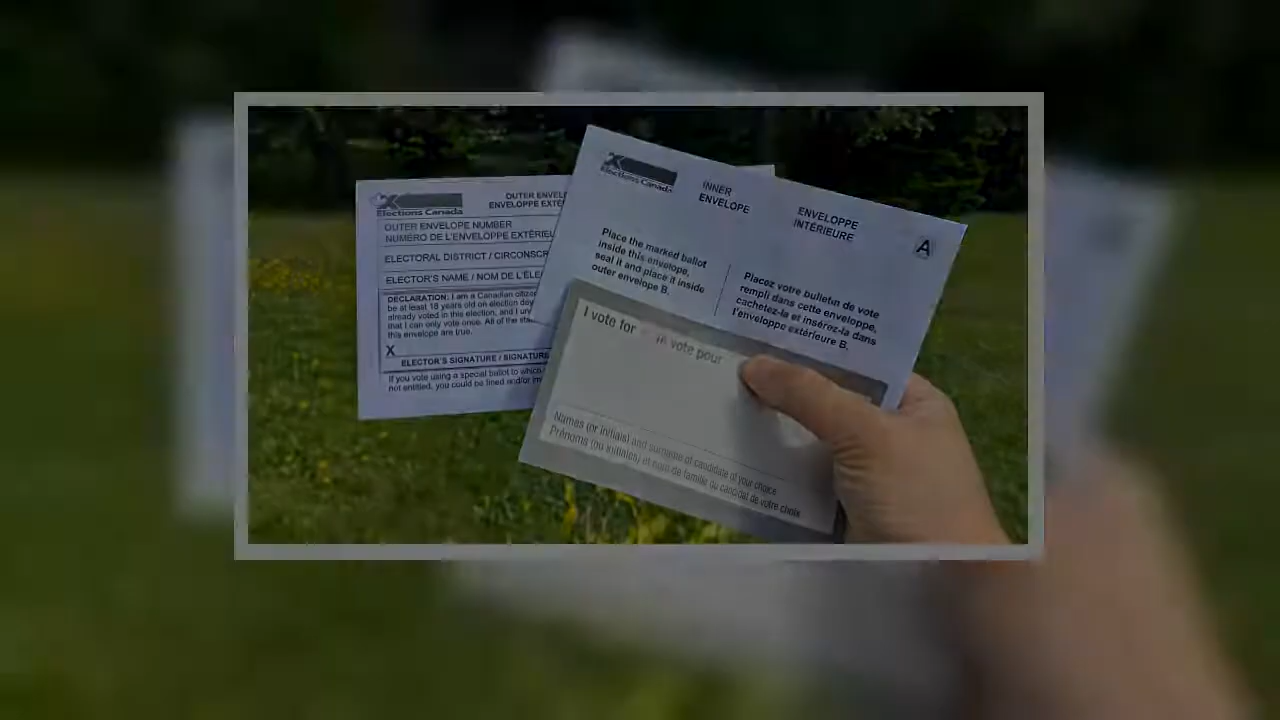 Elections Canada
OUTER ENVEL
ENVELOPPE EXTÉ
OUTER ENVELOPE NUMBER
NUMÉRO DE L'ENVELOPPE EXTÉRIEU
ELECTORAL DISTRICT / CIRCONSCR
ELECTOR'S NAME / NOM DE L'ÉLE
DECLARATION: I am a Canadian citize
be at least 18 years old on election day
already voted in this election, and I un
that I can only vote once. All of the sta
this envelope are true.
X
ELECTOR'S SIGNATURE / SIGNATURE
If you vote using a special ballot to which
not entitled, you could be fined and/or im
Elections Canada
INNER
ENVELOPE
ENVELOPPE
INTÉRIEURE
A
Place the marked ballot
inside this envelope,
seal it and place it inside
outer envelope B.
Placez votre bulletin de vote
rempli dans cette enveloppe,
cachetez-la et insérez-la dans
l'enveloppe extérieure B.
I vote for
vote pour
Names (or initials) and surname of candidate of your choice
Prénoms (ou initiales) et nom de famille du candidat de votre choix